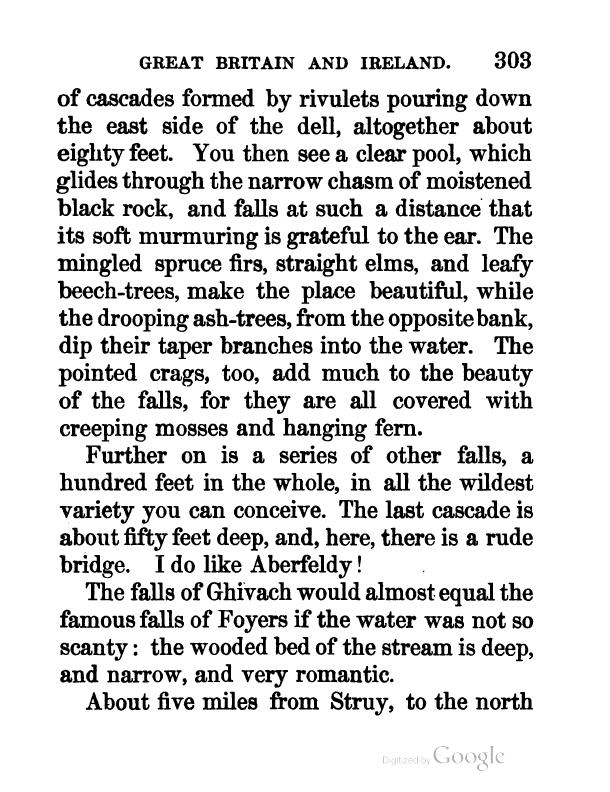 GREAT BRITAIN AND IRELAND. 303
of cascades formed by rivulets pouring down
the east side of the dell, altogether about
eighty feet. You then see a clear pool, which
glides through the narrow chasm of moistened
black rock, and falls at such a distance that
its soft murmuring is grateful to the ear. The
mingled spruce firs, straight elms, and leafy
beech-trees, make the place beautiful, while
the drooping ash-trees, from the opposite bank,
dip their taper branches into the water. The
pointed crags, too, add much to the beauty
of the falls, for they are all covered with
creeping mosses and hanging fern.
Further on is a series of other falls, a
hundred feet in the whole, in all the wildest
variety you can conceive. The last cascade is
about fifty feet deep, and, here, there is a rude
bridge. I do like Aberfeldy!
The falls of Ghivach would almost equal the
famous falls of Foyers if the water was not so
scanty: the wooded bed of the stream is deep,
and narrow, and very romantic.
About five miles from Struy, to the north
Digitized by Google